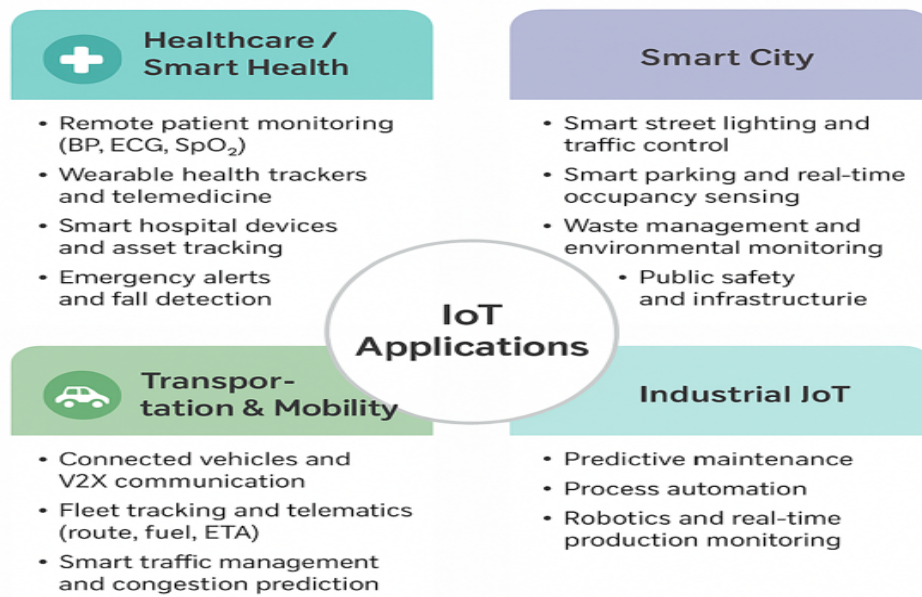 Healthcare /
Smart Health
• Remote patient monitoring
(BP, ECG, SpO₂)
• Wearable health trackers
and telemedicine
• Smart hospital devices
and asset tracking
• Emergency alerts
and fall detection
Smart City
• Smart street lighting and
traffic control
• Smart parking and real-time
occupancy sensing
• Waste management and
environmental monitoring
• Public safety
and infrastructurie
IoT
Applications
Transpor-
tation & Mobility
• Connected vehicles and
V2X communication
• Fleet tracking and telematics
(route, fuel, ETA)
• Smart traffic management
and congestion prediction
Industrial JoT
• Predictive maintenance
• Process automation
• Robotics and real-time
production monitoring